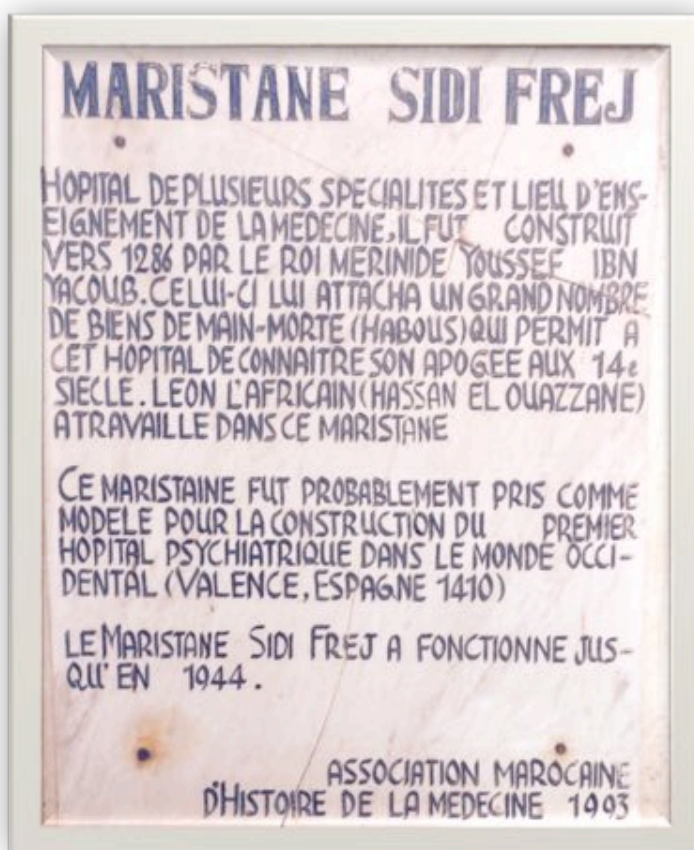 MARISTANE SIDI FREJ
HOPITAL DE PLUSIEURS SPECIALITES ET LIEU D'ENS-
EIGNEMENT DE LA MEDECINE, IL FUT CONSTRUIT
VERS 1286 PAR LE ROI MERINIDE YOUSSEF IBN
YACOUB. CELUI-CI LUI ATTACHA UN GRAND NOMBRE
DE BIENS DE MAIN-MORTE (HABOUS) QUI PERMIT A
CET HOPITAL DE CONNAITRE SON APOGEE AUX 14e
SIECLE. LEON L'AFRICAIN (HASSAN EL OUAZZANE)
A TRAVAILLE DANS CE MARISTANE
CE MARISTAINE FUT PROBABLEMENT PRIS COMME
MODELE POUR LA CONSTRUCTION DU PREMIER
HOPITAL PSYCHIATRIQUE DANS LE MONDE OCCI-
DENTAL (VALENCE, ESPAGNE 1410)
LE MARISTANE SIDI FREJ A FONCTIONNE JUS-
QU'EN 1944.
ASSOCIATION MAROCAINE
D'HISTOIRE DE LA MEDECINE 1993